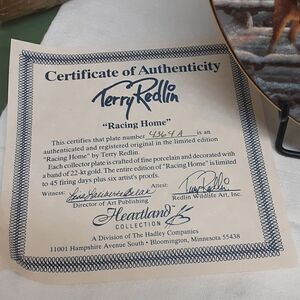 Certificate of Authenticity
Terry Redlin
"Racing Home"
This certifies that plate number 4364 A is an
authenticated and registered original in the limited edition
"Racing Home" by Terry Redlin.
Each collector plate is crafted of fine porcelain and decorated with
a band of 22-kt gold. The entire edition of "Racing Home" is limited
to 45 firing days plus six artist's proofs.
Witness: Attest: Terry Redlin
Director of Art Publishing Redlin Wildlife Art, Inc.
Heartland
COLLECTION
A Division of The Hadley Companies
11001 Hampshire Avenue South • Bloomington, Minnesota 55438